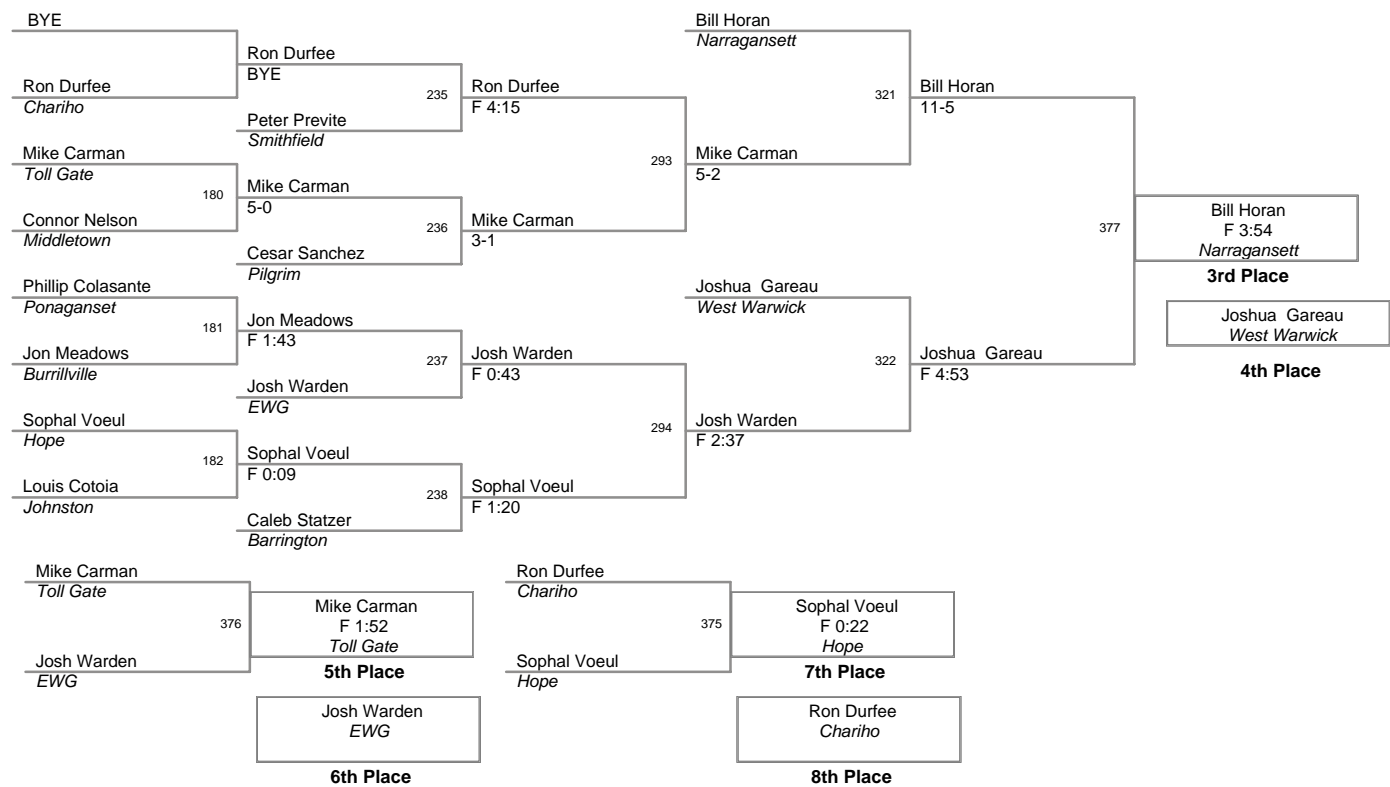 BYE
Ron Durfee
Chariho
Mike Carman
Toll Gate
180
Connor Nelson
Middletown
Phillip Colasante
Ponaganset
181
Jon Meadows
Burrillville
Sophal Voeul
Hope
182
Louis Cotoia
Johnston
Ron Durfee
BYE
235
Peter Previte
Smithfield
Mike Carman
5-0
236
Cesar Sanchez
Pilgrim
Jon Meadows
F 1:43
237
Josh Warden
EWG
Sophal Voeul
F 0:09
238
Caleb Statzer
Barrington
Ron Durfee
F 4:15
293
Mike Carman
3-1
Josh Warden
F 0:43
294
Sophal Voeul
F 1:20
Bill Horan
Narragansett
321
Mike Carman
5-2
Joshua  Gareau
West Warwick
322
Josh Warden
F 2:37
Bill Horan
11-5
377
Joshua  Gareau
F 4:53
Bill Horan
F 3:54
Narragansett
3rd Place
Joshua  Gareau
West Warwick
4th Place
Mike Carman
Toll Gate
376
Josh Warden
EWG
Mike Carman
F 1:52
Toll Gate
5th Place
Josh Warden
EWG
6th Place
Ron Durfee
Chariho
375
Sophal Voeul
Hope
Sophal Voeul
F 0:22
Hope
7th Place
Ron Durfee
Chariho
8th Place